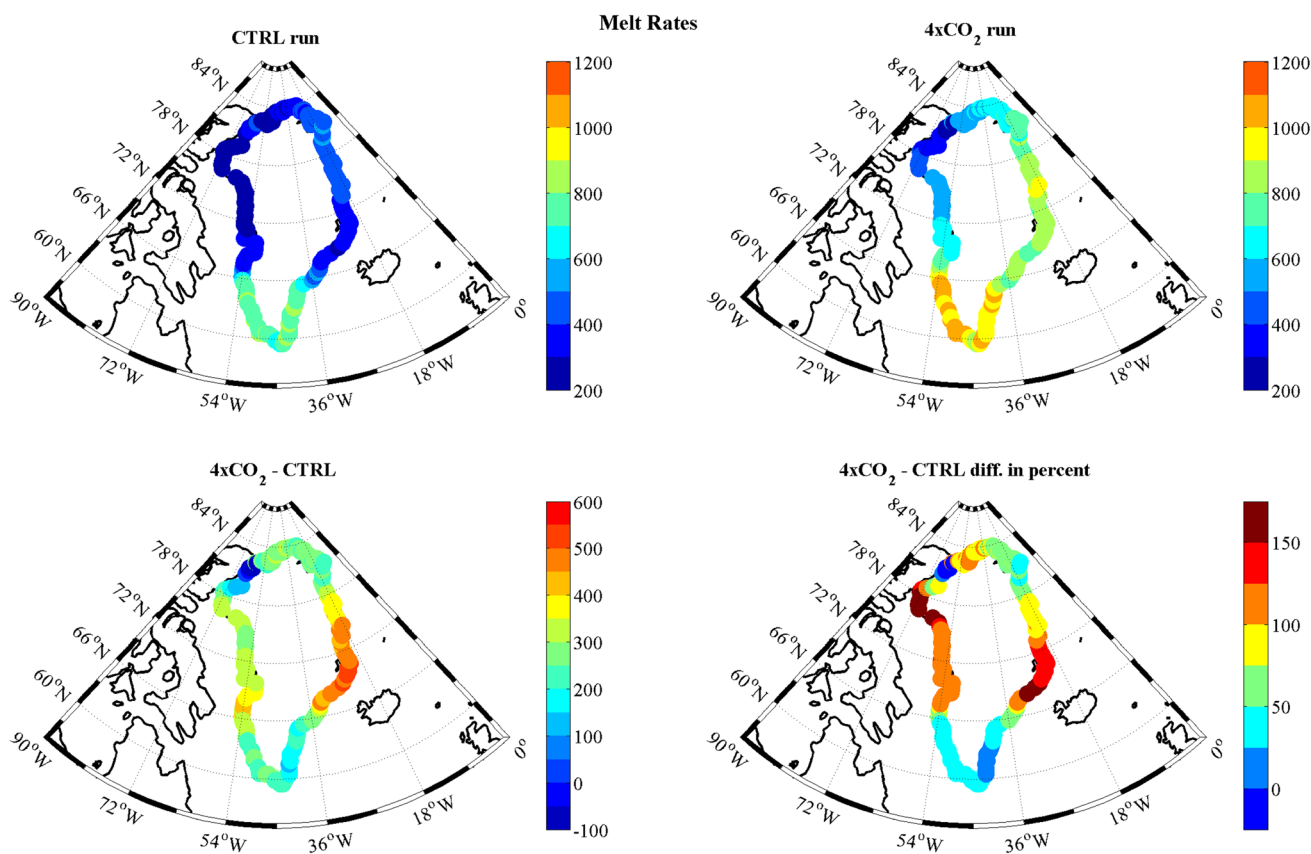 Melt Rates
CTRL run
84°N
78°N
72°N
66°N
60°N
90°W
72°W
54°W
36°W
18°W
0°
1200
1000
800
600
400
200
4xCO₂ run
84°N
78°N
72°N
66°N
60°N
90°W
72°W
54°W
36°W
18°W
0°
1200
1000
800
600
400
200
4xCO₂ - CTRL
84°N
78°N
72°N
66°N
60°N
90°W
72°W
54°W
36°W
18°W
0°
600
500
400
300
200
100
0
-100
4xCO₂ - CTRL diff. in percent
84°N
78°N
72°N
66°N
60°N
90°W
72°W
54°W
36°W
18°W
0°
150
100
50
0